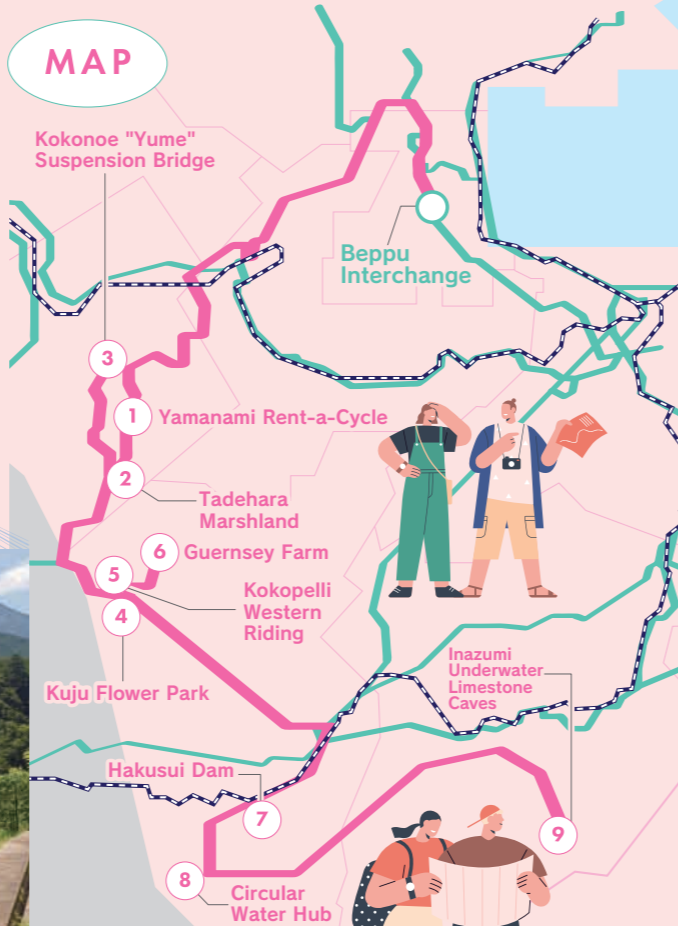 MAP
Kokonoe "Yume"
Suspension Bridge
Beppu
Interchange
3
1
Yamanami Rent-a-Cycle
2
Tadehara
Marshland
6
Guernsey Farm
5
Kokopelli
Western
Riding
4
Kuju Flower Park
Inazumi
Underwater
Limestone
Caves
Hakusui Dam
7
9
8
Circular
Water Hub